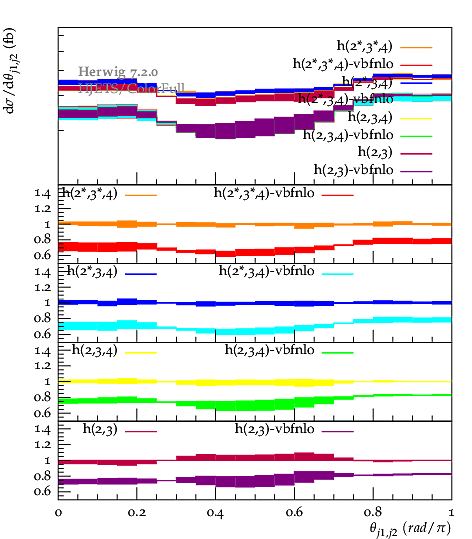 dσ/dθj1,j2 (fb)
Herwig 7.2.0
HJETS/ColorFull
h(2*,3*,4)
h(2*,3*,4)-vbfnlo
h(2*,3,4)
h(2*,3,4)-vbfnlo
h(2,3,4)
h(2,3,4)-vbfnlo
h(2,3)
h(2,3)-vbfnlo
1.4
h(2*,3*,4) h(2*,3*,4)-vbfnlo
1.2
1
0.8
0.6
1.4
h(2*,3,4) h(2*,3,4)-vbfnlo
1.2
1
0.8
0.6
1.4
h(2,3,4) h(2,3,4)-vbfnlo
1.2
1
0.8
0.6
1.4
h(2,3) h(2,3)-vbfnlo
1.2
1
0.8
0.6
0 0.2 0.4 0.6 0.8 1
θj1,j2 (rad/π)